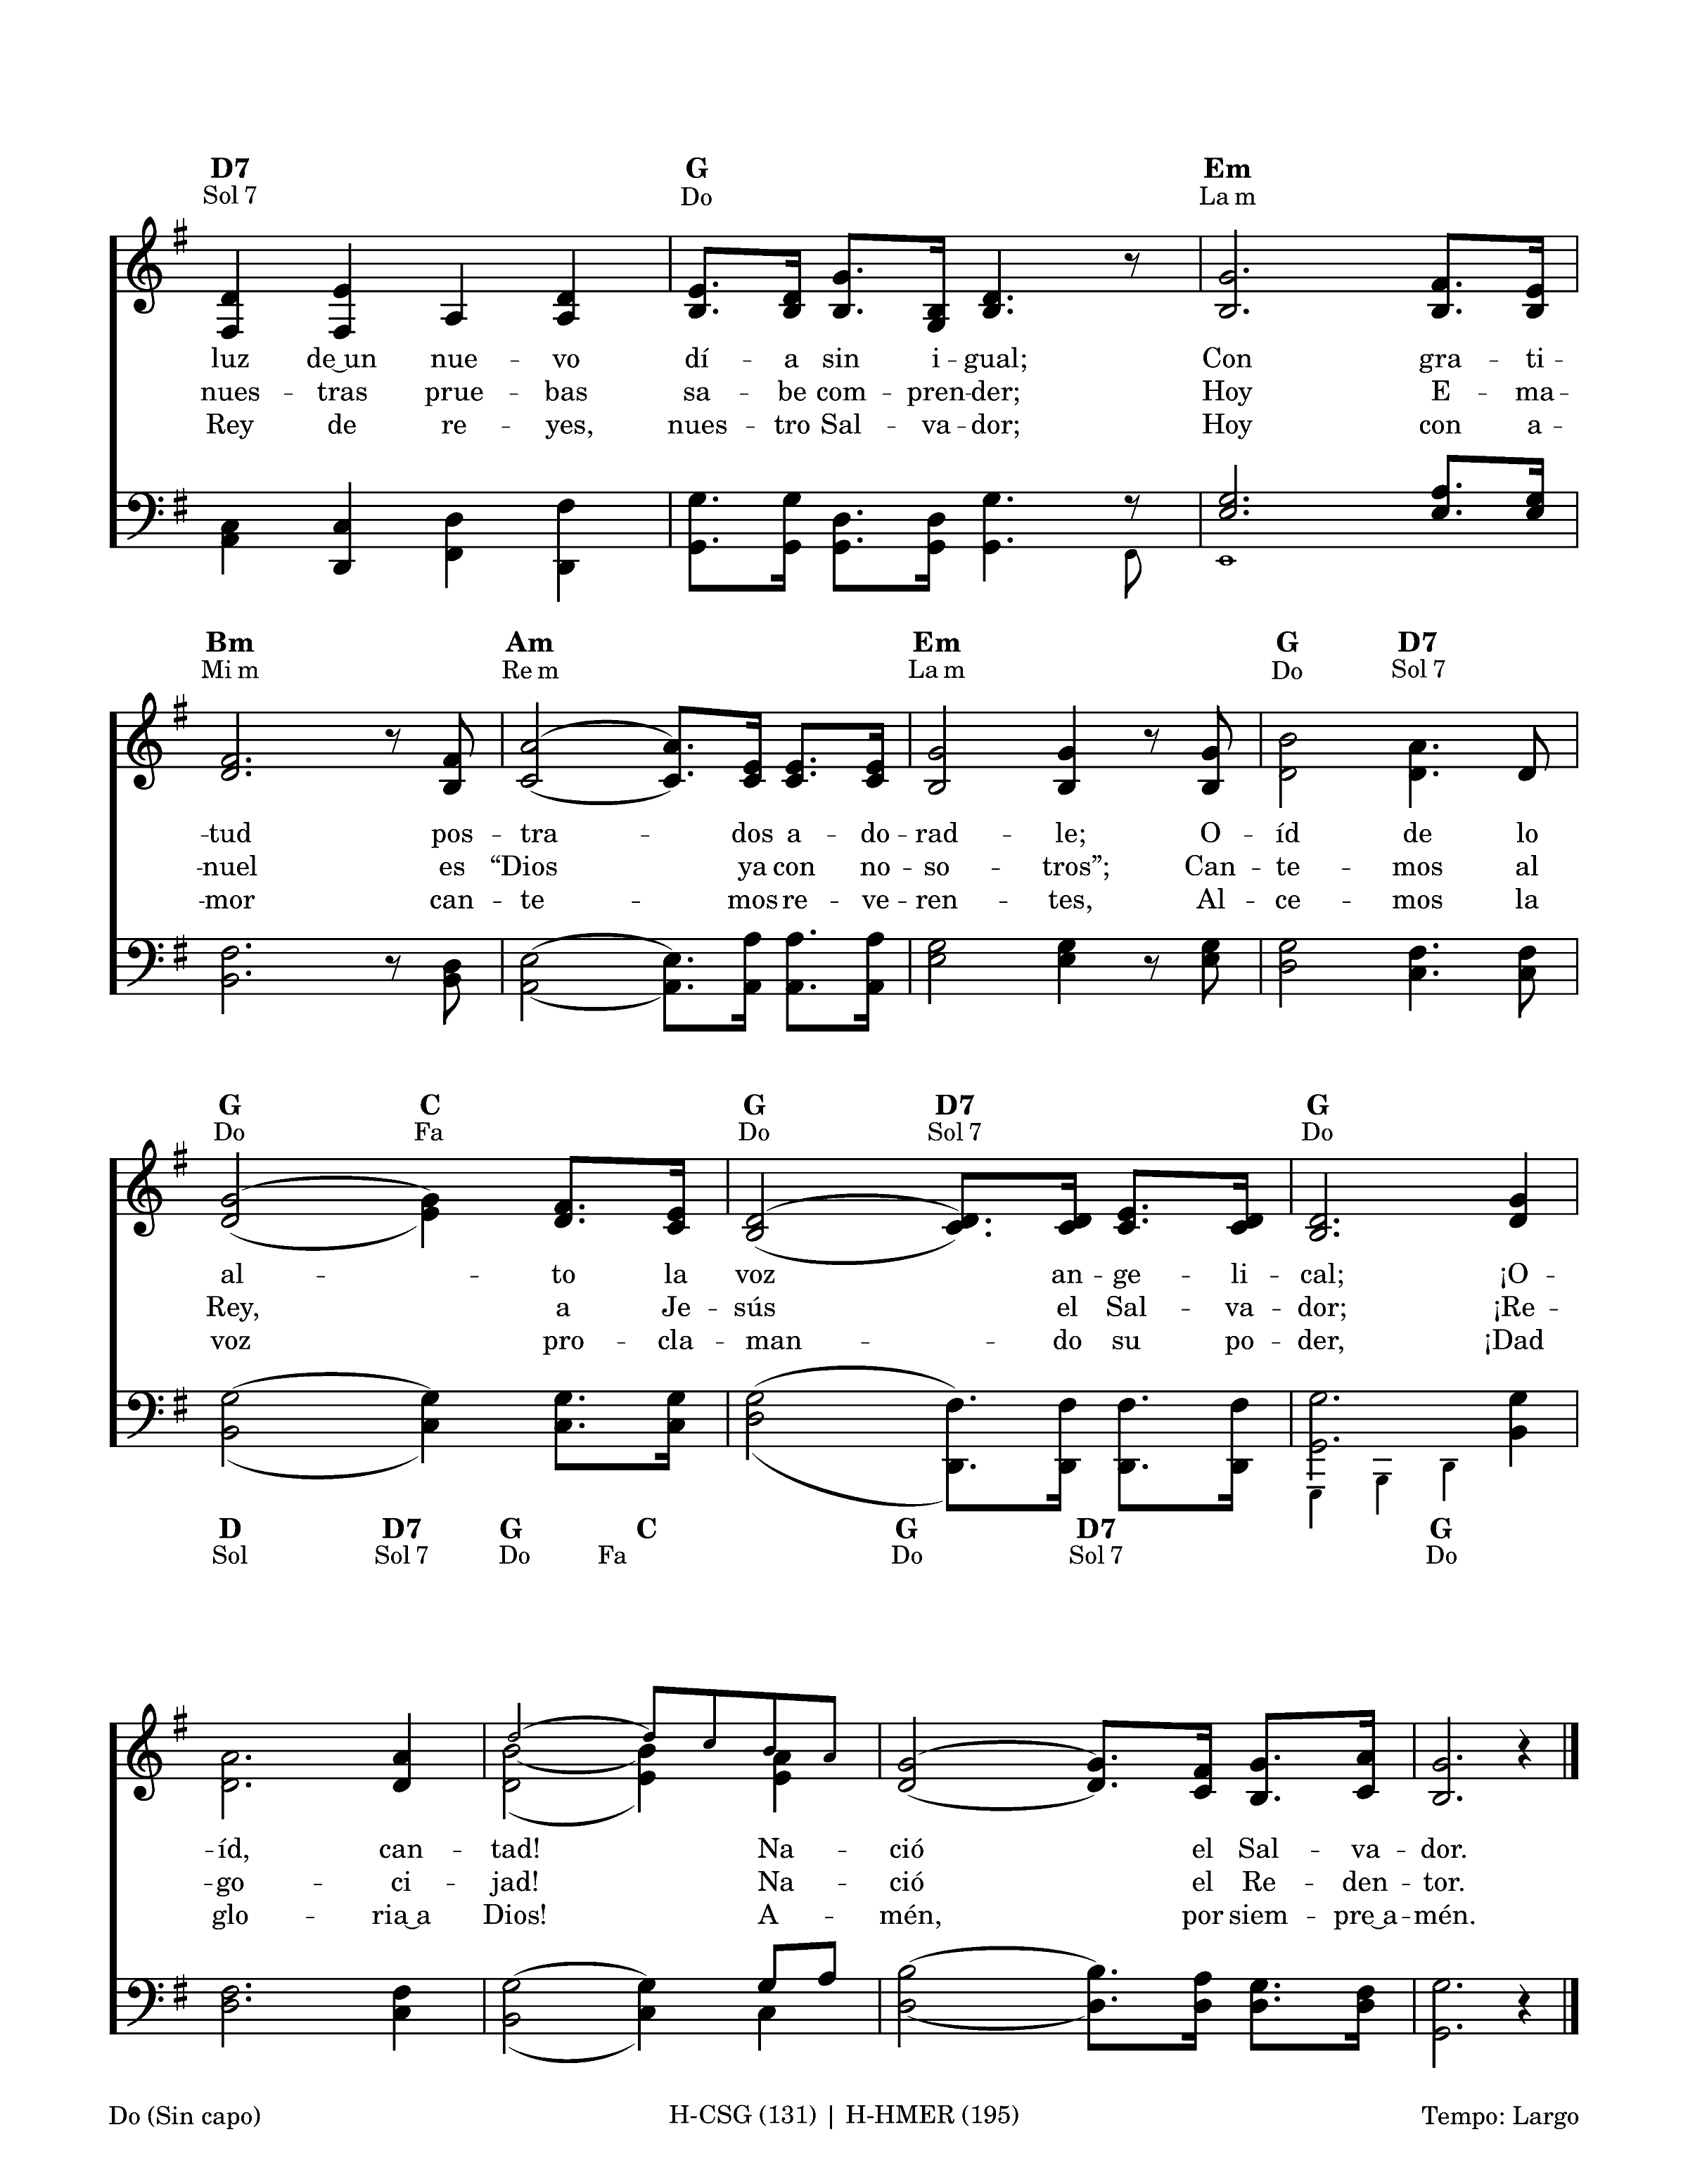 D7 G Em
Sol 7 Do La m
luz de‿un nue -- vo dí -- a sin i -- gual; Con gra -- ti --
nues -- tras prue -- bas sa -- be com -- pren -- der; Hoy E -- ma --
Rey de re -- yes, nues -- tro Sal -- va -- dor; Hoy con a --
Bm Am Em G D7
Mi m Re m La m Do Sol 7
-- tud pos -- tra -- dos a -- do -- rad -- le; O -- íd de lo
-- nuel es “Dios ya con no -- so -- tros”; Can -- te -- mos al
-- mor can -- te -- mos re -- ve -- ren -- tes, Al -- ce -- mos la
G C G D7 G
Do Fa Do Sol 7 Do
al -- to la voz an -- ge -- li -- cal; ¡O --
Rey, a Je -- sús el Sal -- va -- dor; ¡Re --
voz pro -- cla -- man -- do su po -- der, ¡Dad
D D7 G C G D7 G
Sol Sol 7 Do Fa Do Sol 7 Do
-- íd, can -- tad! Na -- ció el Sal -- va -- dor.
-- go -- ci -- jad! Na -- ció el Re -- den -- tor.
glo -- ria‿a Dios! A -- mén, por siem -- pre‿a -- mén.
Do (Sin capo) H-CSG (131) | H-HMER (195) Tempo: Largo